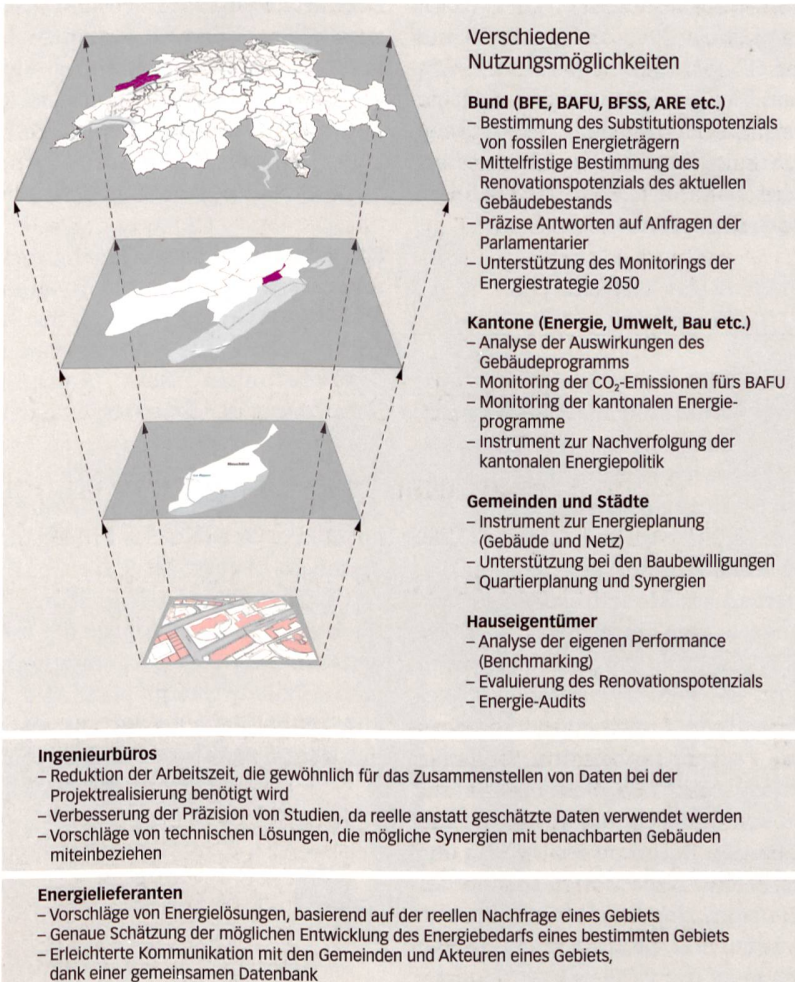 Verschiedene
Nutzungsmöglichkeiten
Bund (BFE, BAFU, BFSS, ARE etc.)
– Bestimmung des Substitutionspotenzials
von fossilen Energieträgern
– Mittelfristige Bestimmung des
Renovationspotenzials des aktuellen
Gebäudebestands
– Präzise Antworten auf Anfragen der
Parlamentarier
– Unterstützung des Monitorings der
Energiestrategie 2050
Kantone (Energie, Umwelt, Bau etc.)
– Analyse der Auswirkungen des
Gebäudeprogramms
– Monitoring der CO₂-Emissionen fürs BAFU
– Monitoring der kantonalen Energie-
programme
– Instrument zur Nachverfolgung der
kantonalen Energiepolitik
Gemeinden und Städte
– Instrument zur Energieplanung
(Gebäude und Netz)
– Unterstützung bei den Baubewilligungen
– Quartierplanung und Synergien
Hauseigentümer
– Analyse der eigenen Performance
(Benchmarking)
– Evaluierung des Renovationspotenzials
– Energie-Audits
Ingenieurbüros
– Reduktion der Arbeitszeit, die gewöhnlich für das Zusammenstellen von Daten bei der
Projektrealisierung benötigt wird
– Verbesserung der Präzision von Studien, da reelle anstatt geschätzte Daten verwendet werden
– Vorschläge von technischen Lösungen, die mögliche Synergien mit benachbarten Gebäuden
miteinbeziehen
Energielieferanten
– Vorschläge von Energielösungen, basierend auf der reellen Nachfrage eines Gebiets
– Genaue Schätzung der möglichen Entwicklung des Energiebedarfs eines bestimmten Gebiets
– Erleichterte Kommunikation mit den Gemeinden und Akteuren eines Gebiets,
dank einer gemeinsamen Datenbank